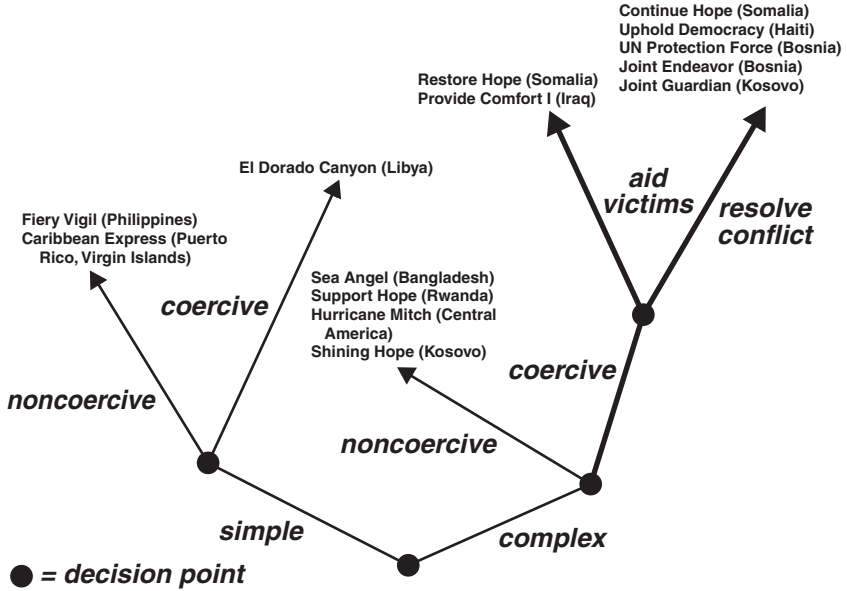 Continue Hope (Somalia)
Uphold Democracy (Haiti)
UN Protection Force (Bosnia)
Joint Endeavor (Bosnia)
Joint Guardian (Kosovo)
Restore Hope (Somalia)
Provide Comfort I (Iraq)
El Dorado Canyon (Libya)
Fiery Vigil (Philippines)
Caribbean Express (Puerto
Rico, Virgin Islands)
Sea Angel (Bangladesh)
Support Hope (Rwanda)
Hurricane Mitch (Central
America)
Shining Hope (Kosovo)
aid
victims
resolve
conflict
coercive
coercive
noncoercive
noncoercive
simple
complex
= decision point